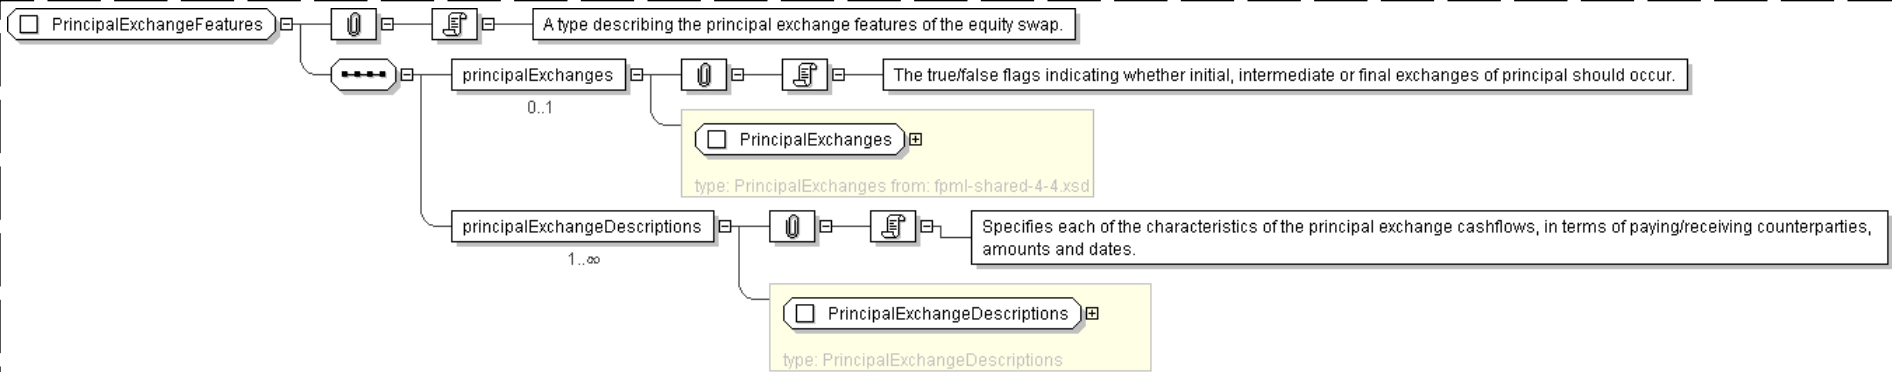 PrincipalExchangeFeatures
A type describing the principal exchange features of the equity swap.
principalExchanges
The true/false flags indicating whether initial, intermediate or final exchanges of principal should occur.
0..1
PrincipalExchanges
type: PrincipalExchanges from: fpml-shared-4-4.xsd
principalExchangeDescriptions
Specifies each of the characteristics of the principal exchange cashflows, in terms of paying/receiving counterparties,
amounts and dates.
1..∞
PrincipalExchangeDescriptions
type: PrincipalExchangeDescriptions